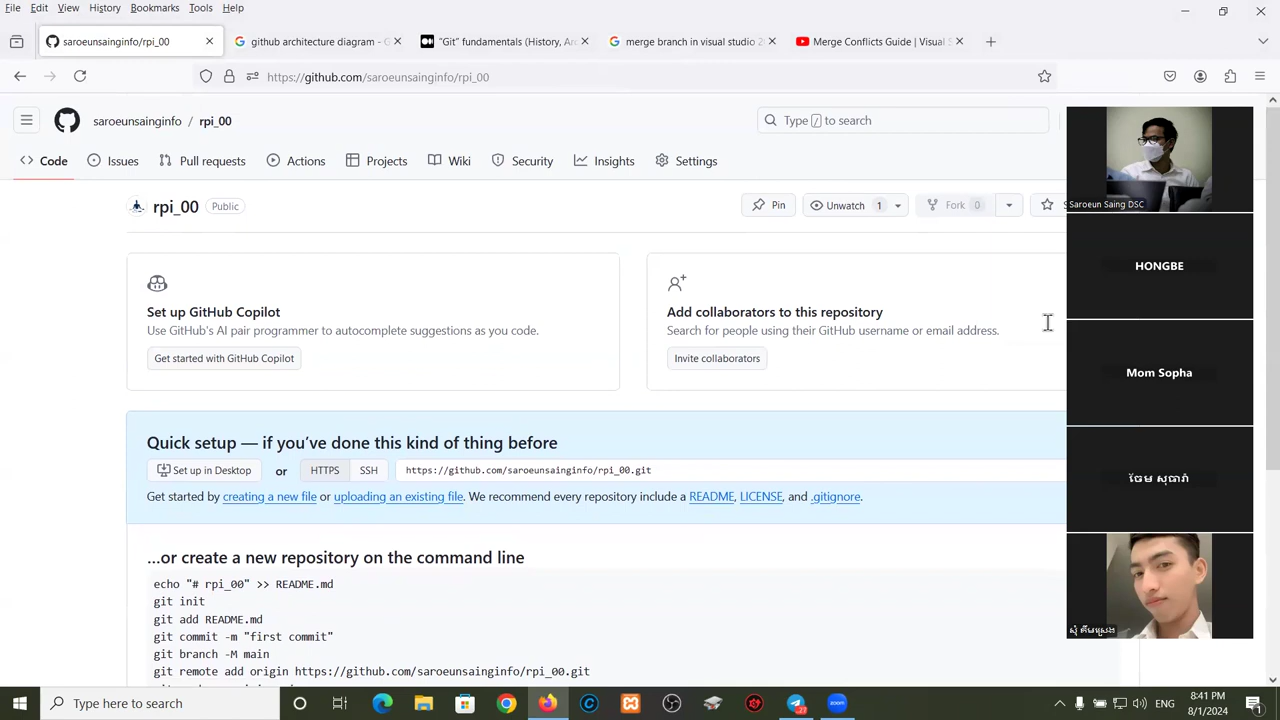 File Edit View History Bookmarks Tools Help
saroeunsainginfo/rpi_00
github architecture diagram - G
"Git" fundamentals (History, Arc
merge branch in visual studio 2
Merge Conflicts Guide | Visual S
https://github.com/saroeunsainginfo/rpi_00
saroeunsainginfo / rpi_00
Type / to search
Code Issues Pull requests Actions Projects Wiki Security Insights Settings
rpi_00 Public
Pin Unwatch 1 Fork 0
Saroeun Saing DSC
HONGBE
Mom Sopha
ចែម សុធារ៉ា
Set up GitHub Copilot
Use GitHub's AI pair programmer to autocomplete suggestions as you code.
Get started with GitHub Copilot
Add collaborators to this repository
Search for people using their GitHub username or email address.
Invite collaborators
Quick setup — if you've done this kind of thing before
Set up in Desktop or HTTPS SSH https://github.com/saroeunsainginfo/rpi_00.git
Get started by creating a new file or uploading an existing file. We recommend every repository include a README, LICENSE, and .gitignore.
...or create a new repository on the command line
echo "# rpi_00" >> README.md
git init
git add README.md
git commit -m "first commit"
git branch -M main
git remote add origin https://github.com/saroeunsainginfo/rpi_00.git
Type here to search
27
zoom
ENG
8:41 PM
8/1/2024
1